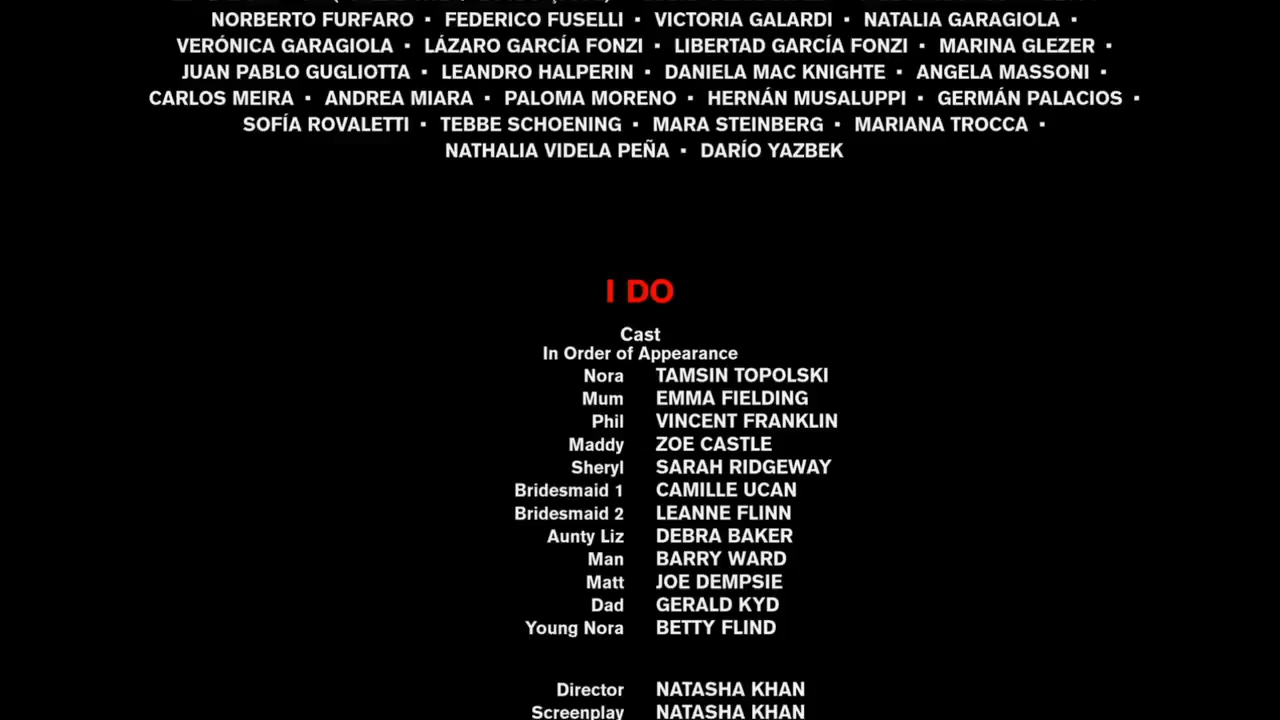 NORBERTO FURFARO ▪ FEDERICO FUSELLI ▪ VICTORIA GALARDI ▪ NATALIA GARAGIOLA ▪
VERÓNICA GARAGIOLA ▪ LÁZARO GARCÍA FONZI ▪ LIBERTAD GARCÍA FONZI ▪ MARINA GLEZER ▪
JUAN PABLO GUGLIOTTA ▪ LEANDRO HALPERIN ▪ DANIELA MAC KNIGHTE ▪ ANGELA MASSONI ▪
CARLOS MEIRA ▪ ANDREA MIARA ▪ PALOMA MORENO ▪ HERNÁN MUSALUPPI ▪ GERMÁN PALACIOS ▪
SOFÍA ROVALETTI ▪ TEBBE SCHOENING ▪ MARA STEINBERG ▪ MARIANA TROCCA ▪
NATHALIA VIDELA PEÑA ▪ DARÍO YAZBEK
I DO
Cast
In Order of Appearance
Nora TAMSIN TOPOLSKI
Mum EMMA FIELDING
Phil VINCENT FRANKLIN
Maddy ZOE CASTLE
Sheryl SARAH RIDGEWAY
Bridesmaid 1 CAMILLE UCAN
Bridesmaid 2 LEANNE FLINN
Aunty Liz DEBRA BAKER
Man BARRY WARD
Matt JOE DEMPSIE
Dad GERALD KYD
Young Nora BETTY FLIND
Director NATASHA KHAN
Screenplay NATASHA KHAN